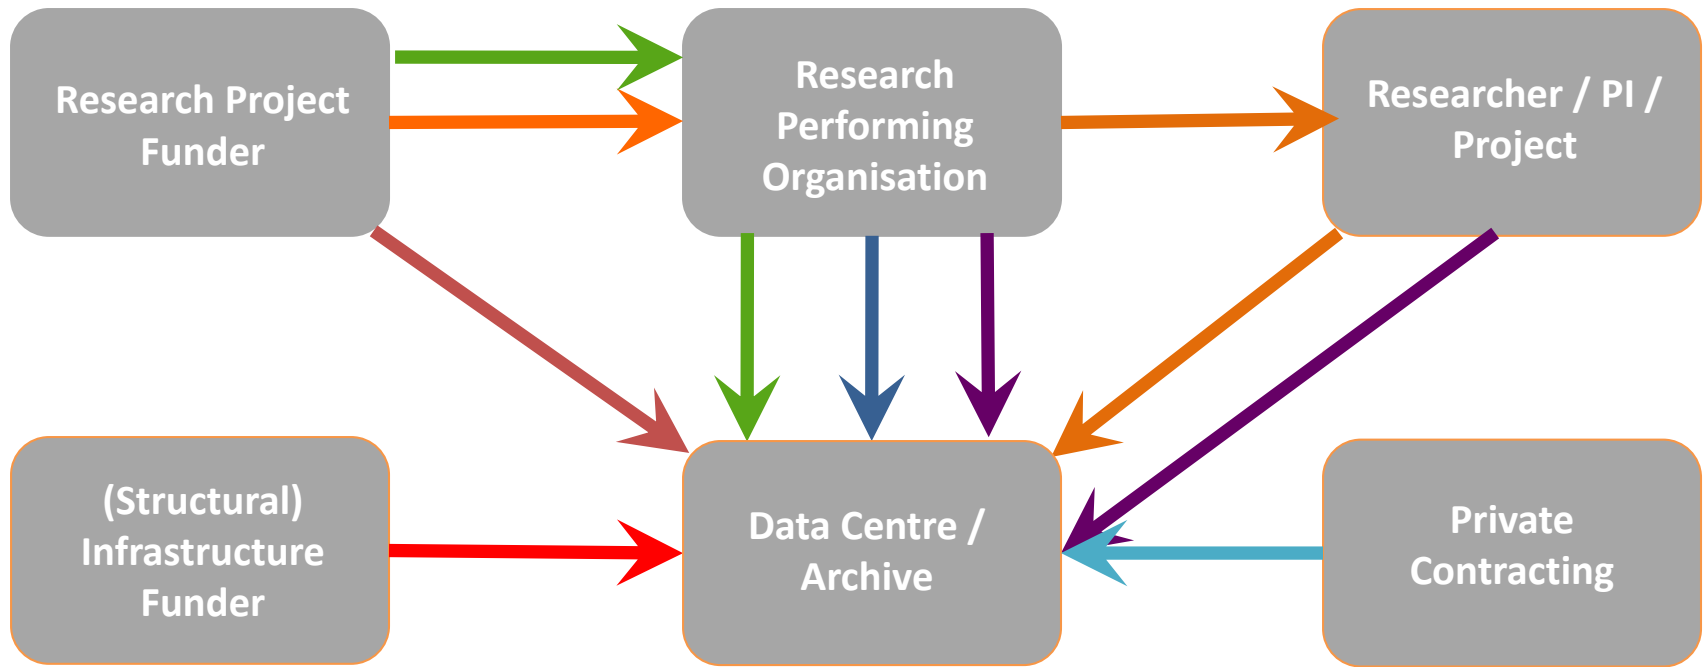 Research Project
Funder
Research
Performing
Organisation
Researcher / PI /
Project
(Structural)
Infrastructure
Funder
Data Centre /
Archive
Private
Contracting